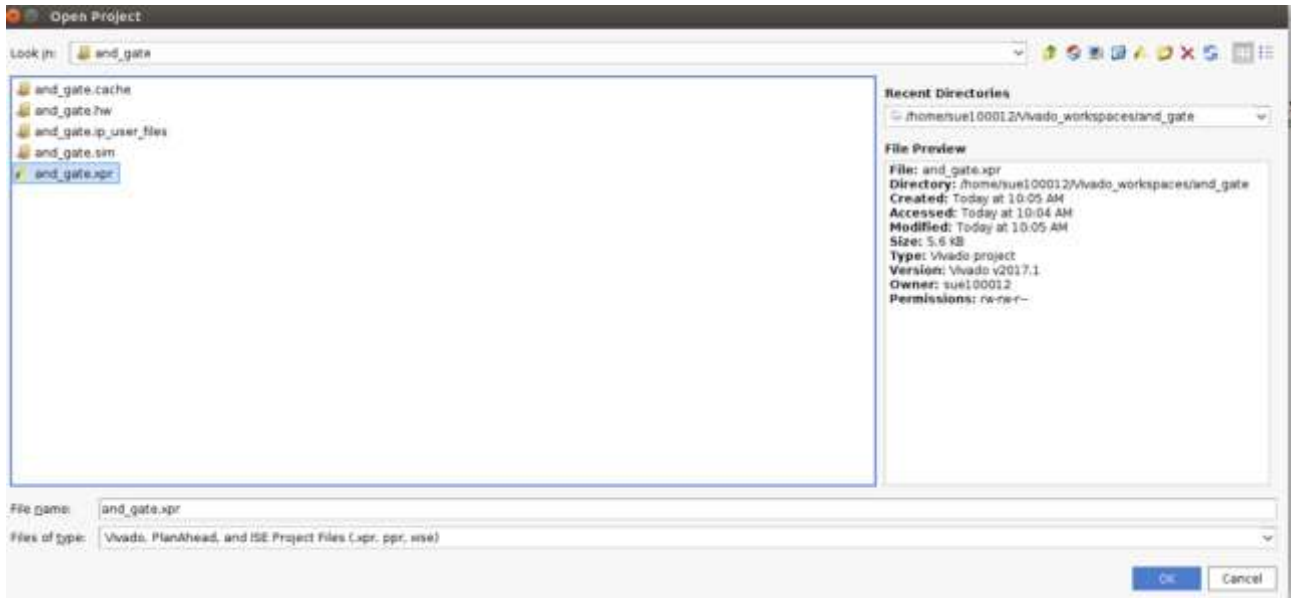 Open Project
Look in: and_gate
and_gate.cache
and_gate.hw
and_gate.ip_user_files
and_gate.sim
and_gate.xpr
Recent Directories
/home/sue100012/Vivado_workspaces/and_gate
File Preview
File: and_gate.xpr
Directory: /home/sue100012/Vivado_workspaces/and_gate
Created: Today at 10:05 AM
Accessed: Today at 10:04 AM
Modified: Today at 10:05 AM
Size: 5.6 kB
Type: Vivado project
Version: Vivado v2017.1
Owner: sue100012
Permissions: rw-rw-r--
File name: and_gate.xpr
Files of type: Vivado, PlanAhead, and ISE Project Files (.xpr, ppr, xise)
OK Cancel